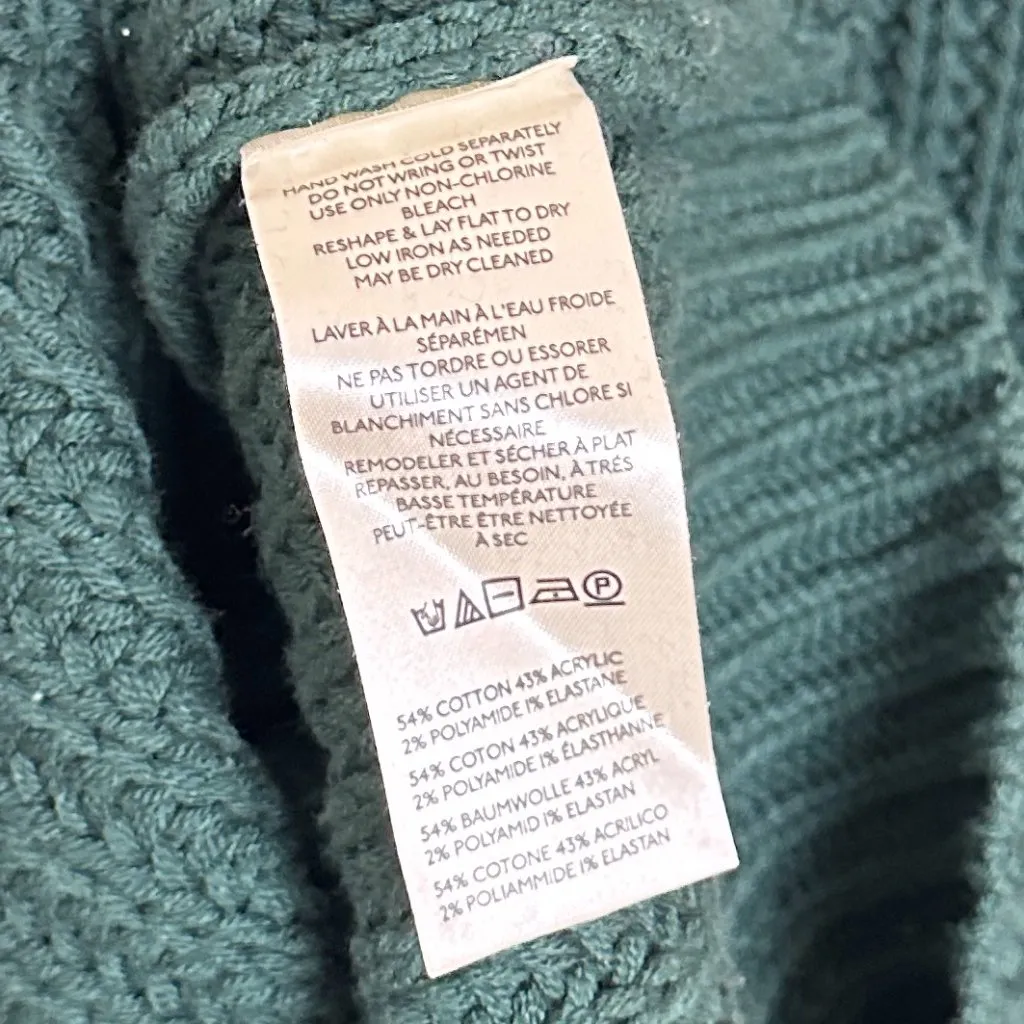 HAND WASH COLD SEPARATELY
DO NOT WRING OR TWIST
USE ONLY NON-CHLORINE
BLEACH
RESHAPE & LAY FLAT TO DRY
LOW IRON AS NEEDED
MAY BE DRY CLEANED
LAVER À LA MAIN À L'EAU FROIDE
SÉPARÉMEN
NE PAS TORDRE OU ESSORER
UTILISER UN AGENT DE
BLANCHIMENT SANS CHLORE SI
NÉCESSAIRE
REMODELER ET SÉCHER À PLAT
REPASSER, AU BESOIN, À TRÉS
BASSE TEMPÉRATURE
PEUT-ÊTRE ÊTRE NETTOYÉE
À SEC
P
54% COTTON 43% ACRYLIC
2% POLYAMIDE 1% ELASTANE
54% COTON 43% ACRYLIQUE
2% POLYAMIDE 1% ÉLASTHANNE
54% BAUMWOLLE 43% ACRYL
2% POLYAMID 1% ELASTAN
54% COTONE 43% ACRILICO
2% POLIAMMIDE 1% ELASTAN